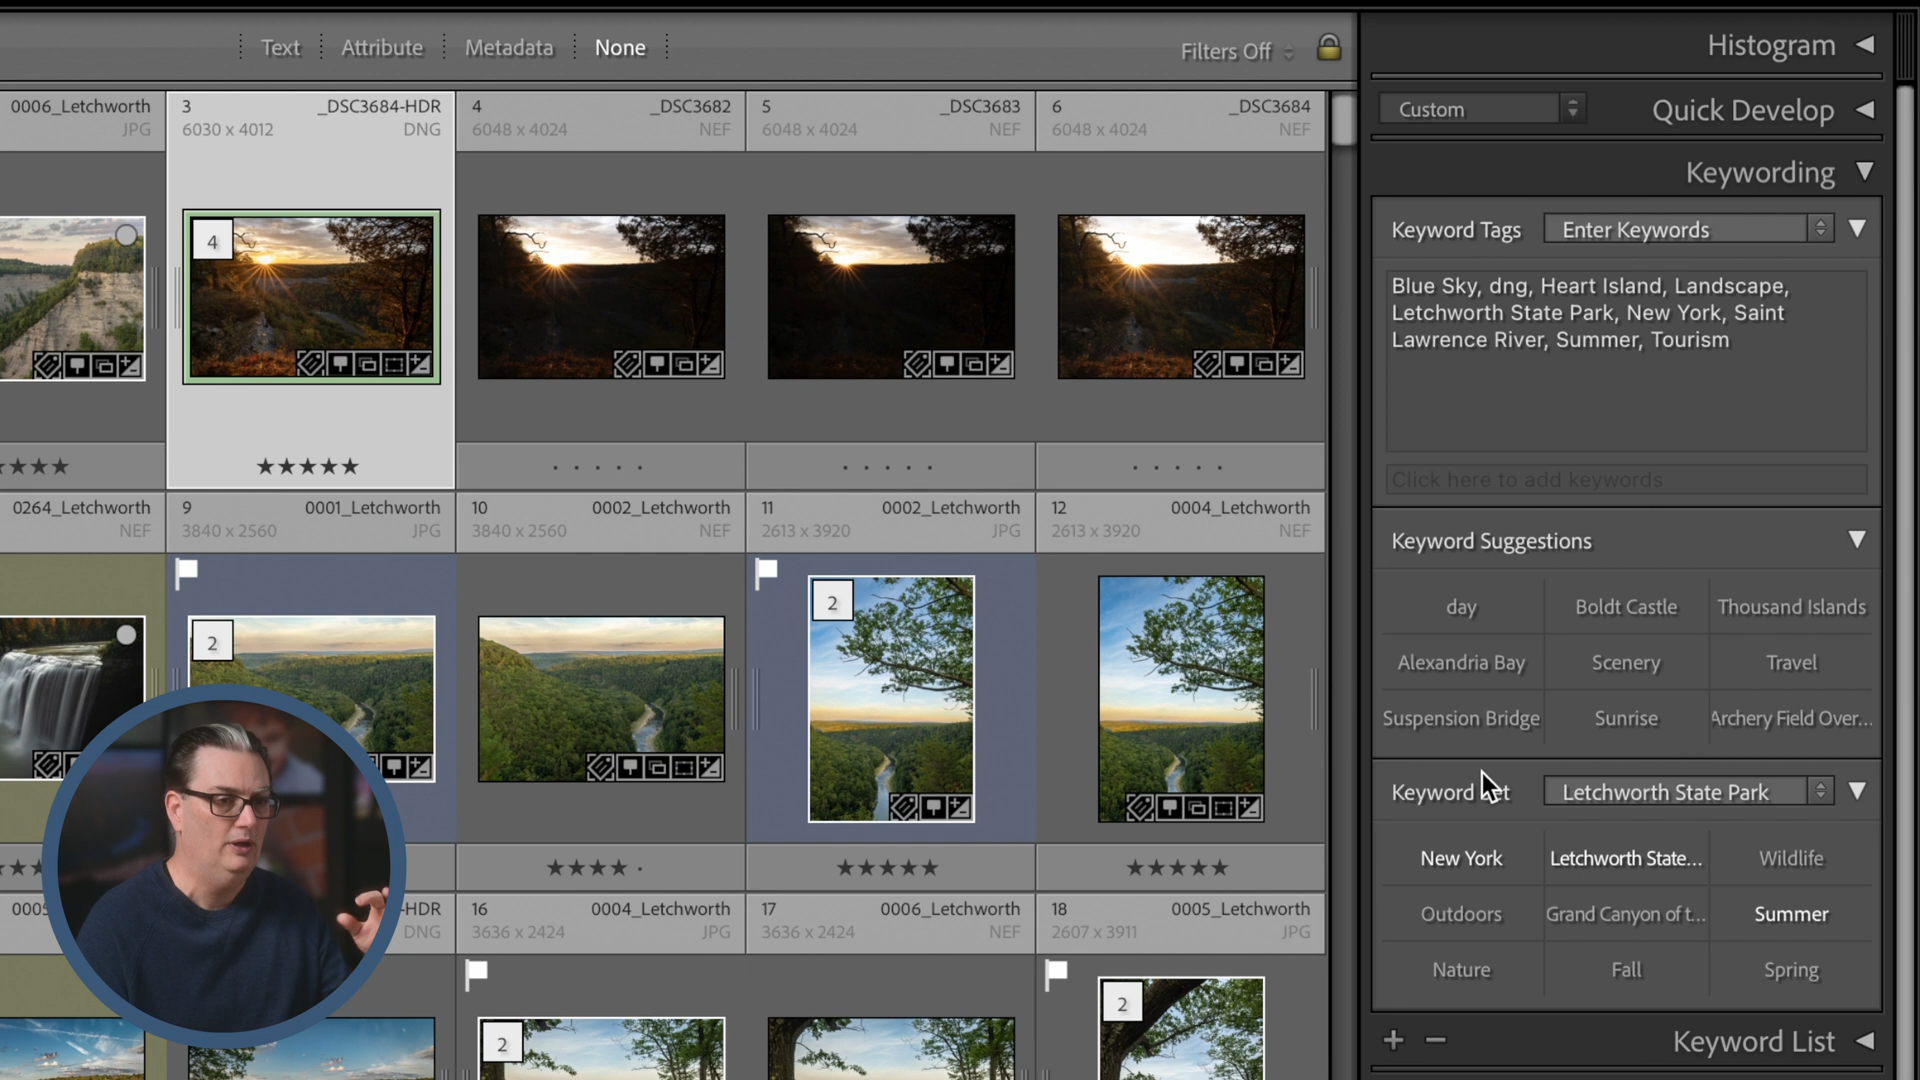 Text Attribute Metadata None
Filters Off
Histogram
Custom Quick Develop
Keywording
0006_Letchworth
JPG
3 _DSC3684-HDR
6030 x 4012 DNG
4 _DSC3682
6048 x 4024 NEF
5 _DSC3683
6048 x 4024 NEF
6 _DSC3684
6048 x 4024 NEF
4
Keyword Tags Enter Keywords
Blue Sky, dng, Heart Island, Landscape,
Letchworth State Park, New York, Saint
Lawrence River, Summer, Tourism
Click here to add keywords
0264_Letchworth
NEF
9 0001_Letchworth
3840 x 2560 JPG
10 0002_Letchworth
3840 x 2560 NEF
11 0002_Letchworth
2613 x 3920 JPG
12 0004_Letchworth
2613 x 3920 NEF
2
2
Keyword Suggestions
day Boldt Castle Thousand Islands
Alexandria Bay Scenery Travel
Suspension Bridge Sunrise Archery Field Over...
Letchworth State Park
Keyword
New York Letchworth State... Wildlife
Outdoors Grand Canyon of t... Summer
Nature Fall Spring
0005
-HDR
DNG
16 0004_Letchworth
3636 x 2424 JPG
17 0006_Letchworth
3636 x 2424 NEF
18 0005_Letchworth
2607 x 3911 JPG
2
2
Keyword List